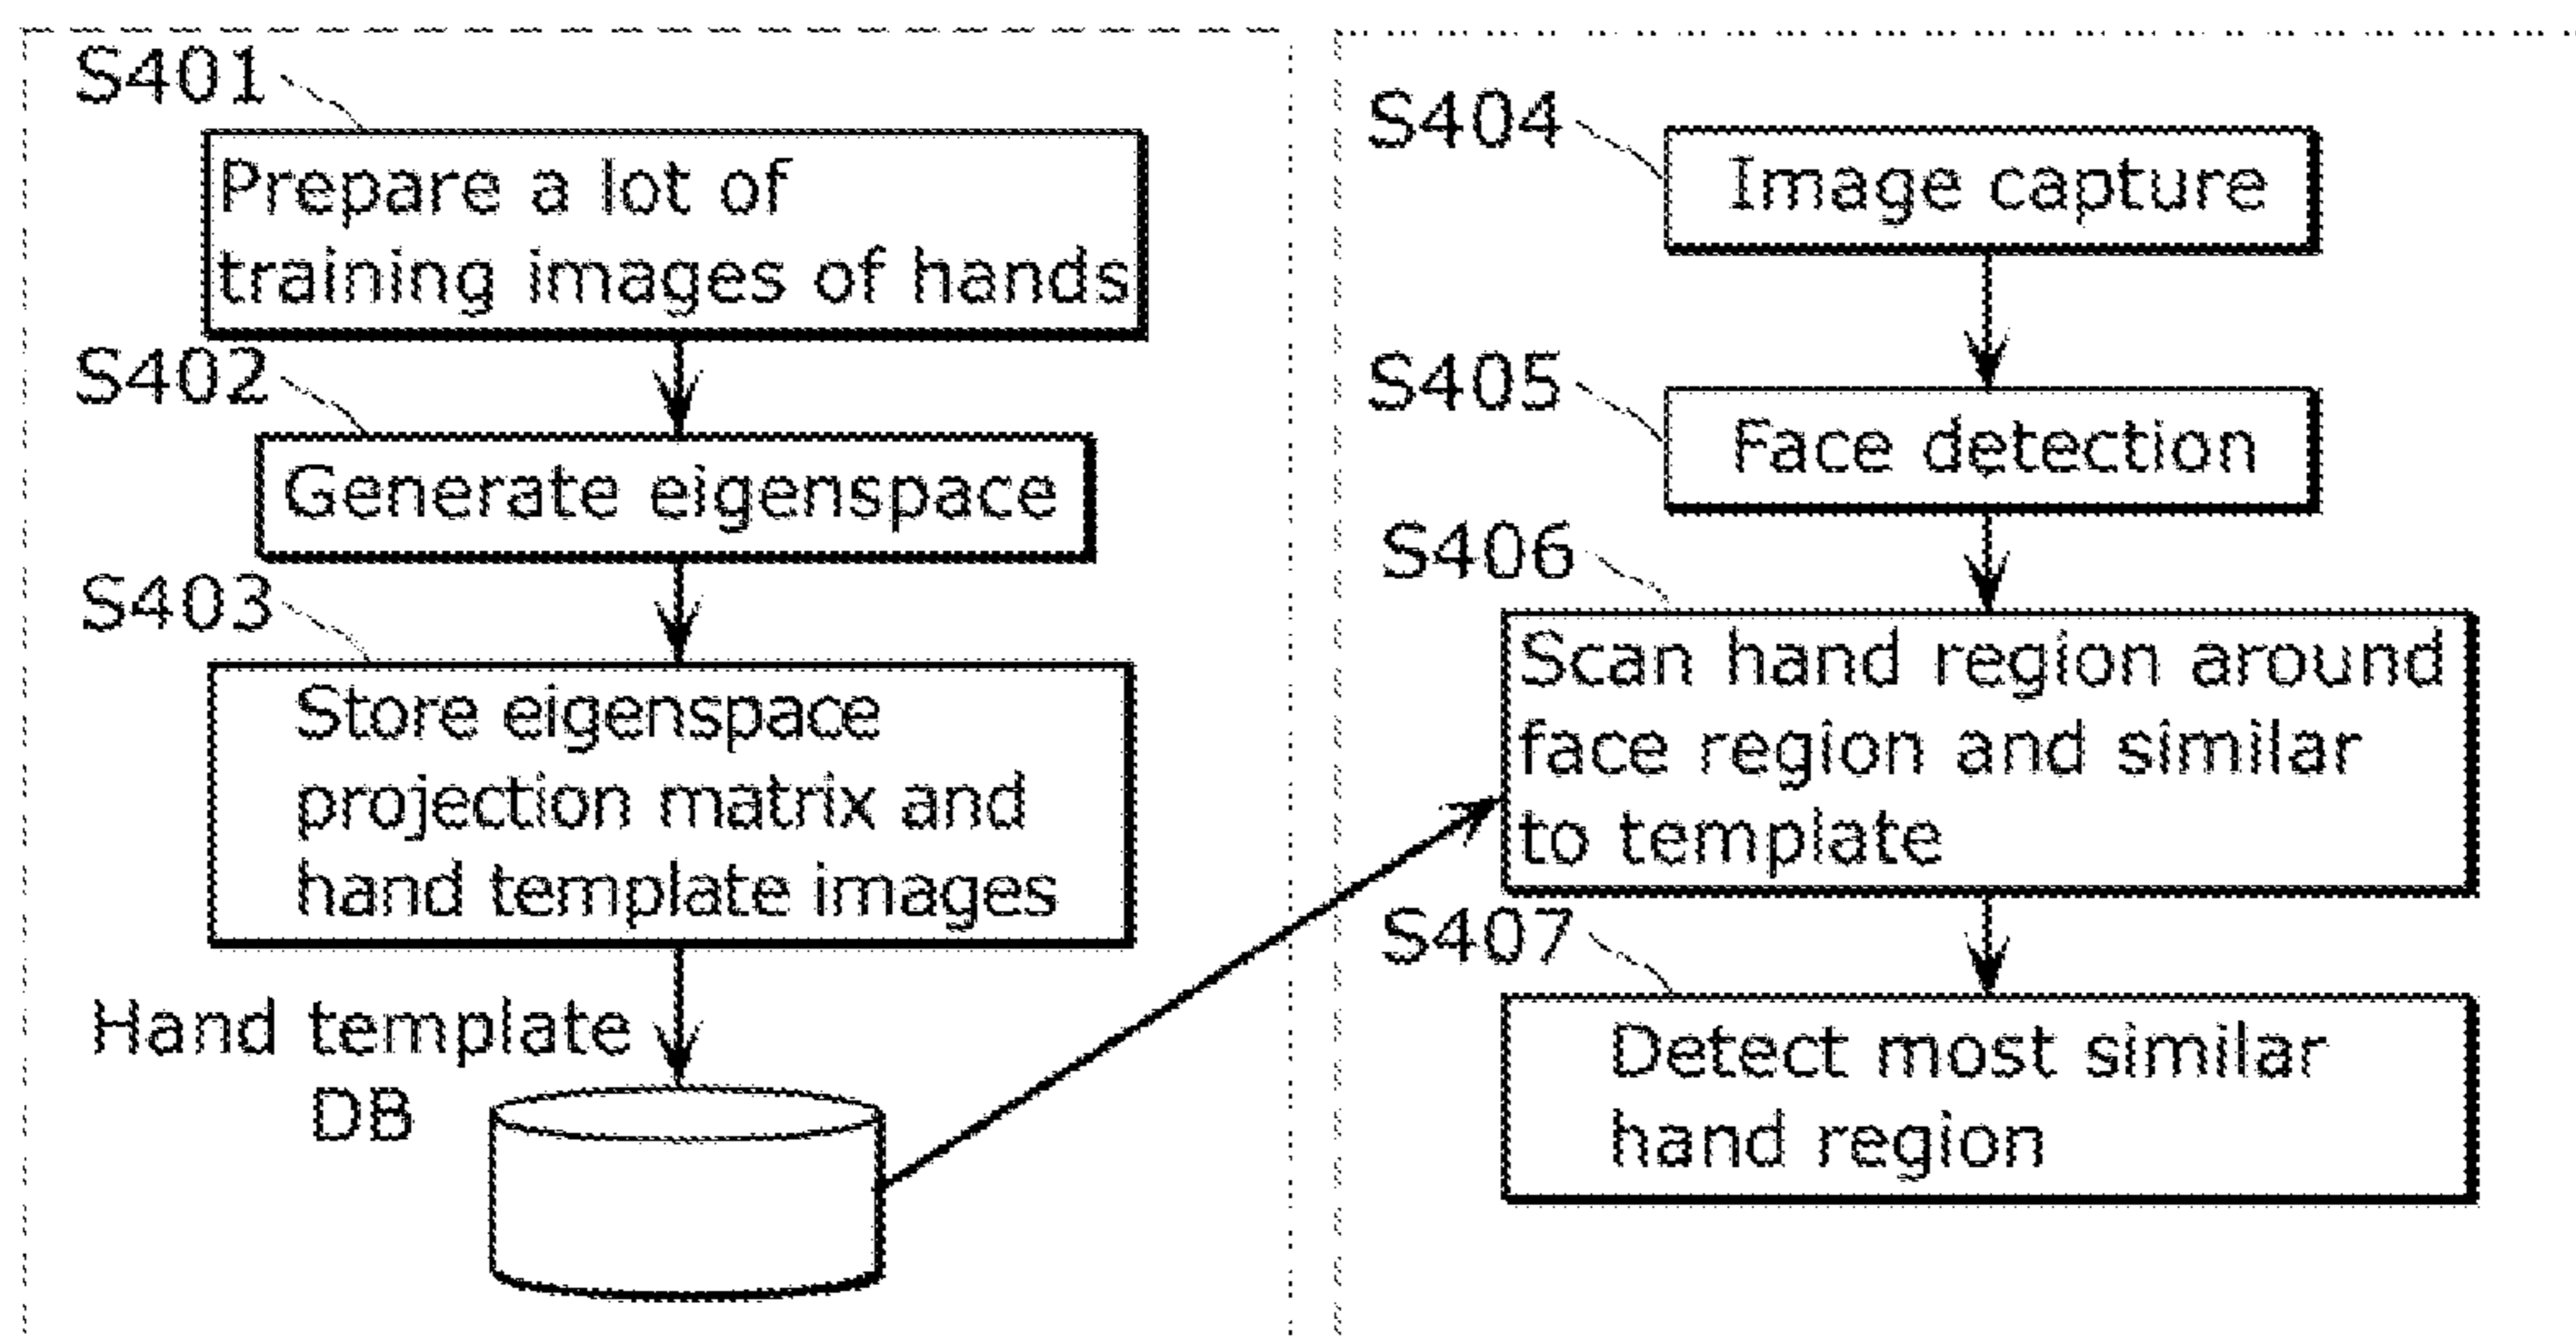 S401
Prepare a lot of
training images of hands
S402
Generate eigenspace
S403
Store eigenspace
projection matrix and
hand template images
Hand template
DB
S404
Image capture
S405
Face detection
S406
Scan hand region around
face region and similar
to template
S407
Detect most similar
hand region